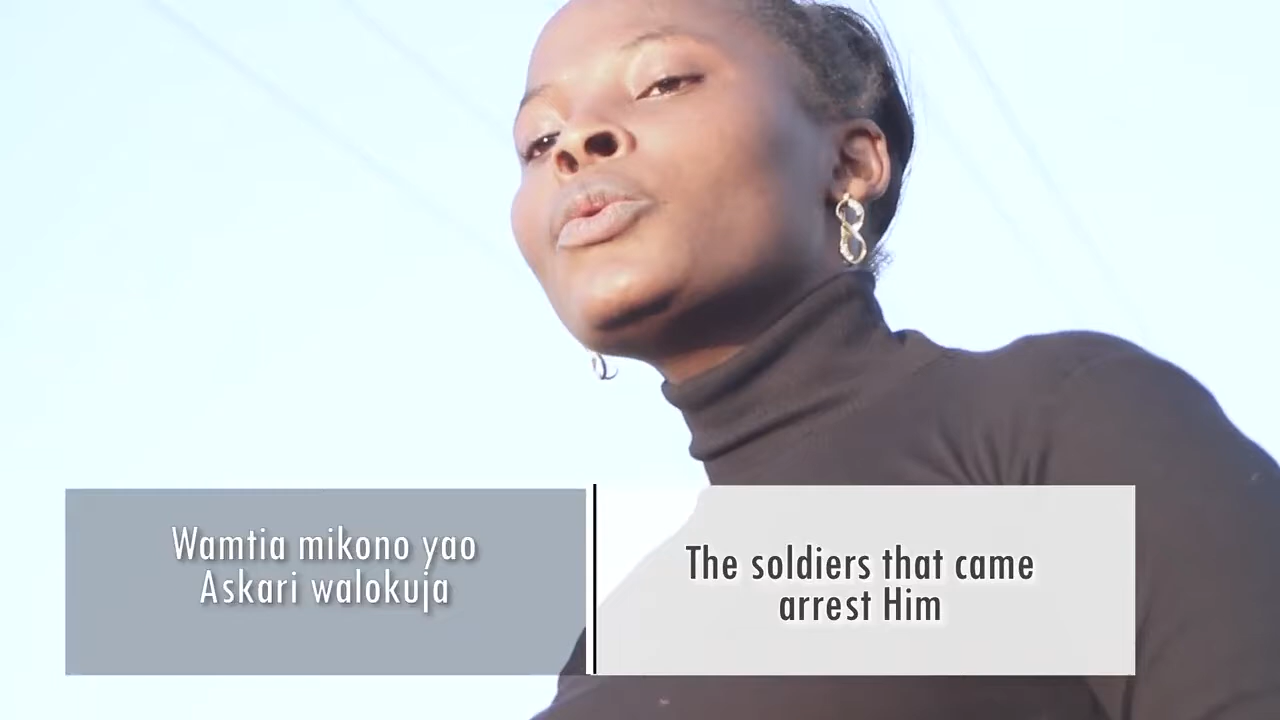 Wamtia mikono yao
Askari walokuja
The soldiers that came
arrest Him